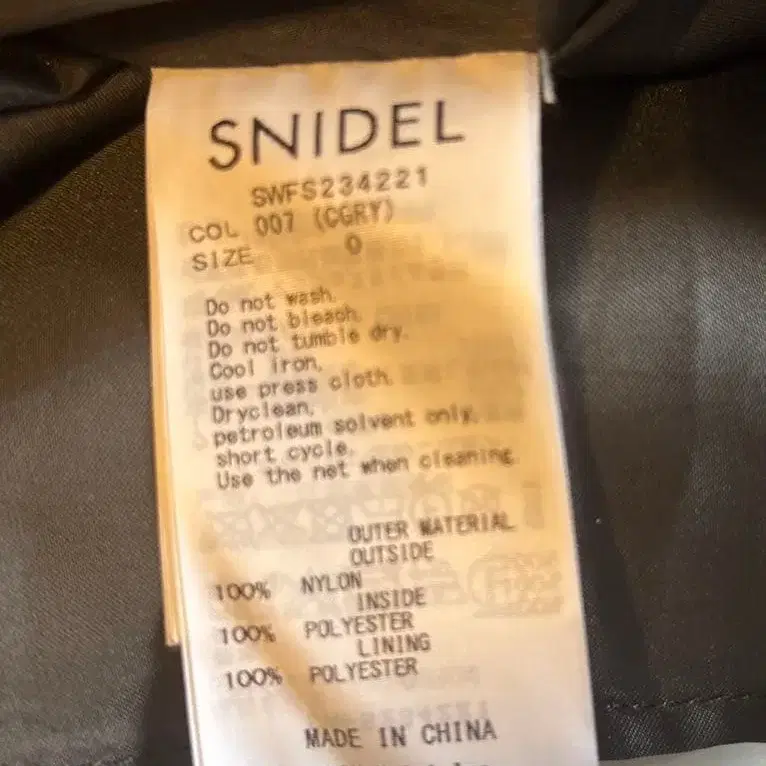 SNIDEL
SWFS234221
COL 007 (CGRY)
SIZE 0
Do not wash.
Do not bleach.
Do not tumble dry.
Cool iron,
use press cloth.
Dryclean,
petroleum solvent only,
short cycle,
Use the net when cleaning.
OUTER MATERIAL
OUTSIDE
100% NYLON
INSIDE
100% POLYESTER
LINING
100% POLYESTER
MADE IN CHINA